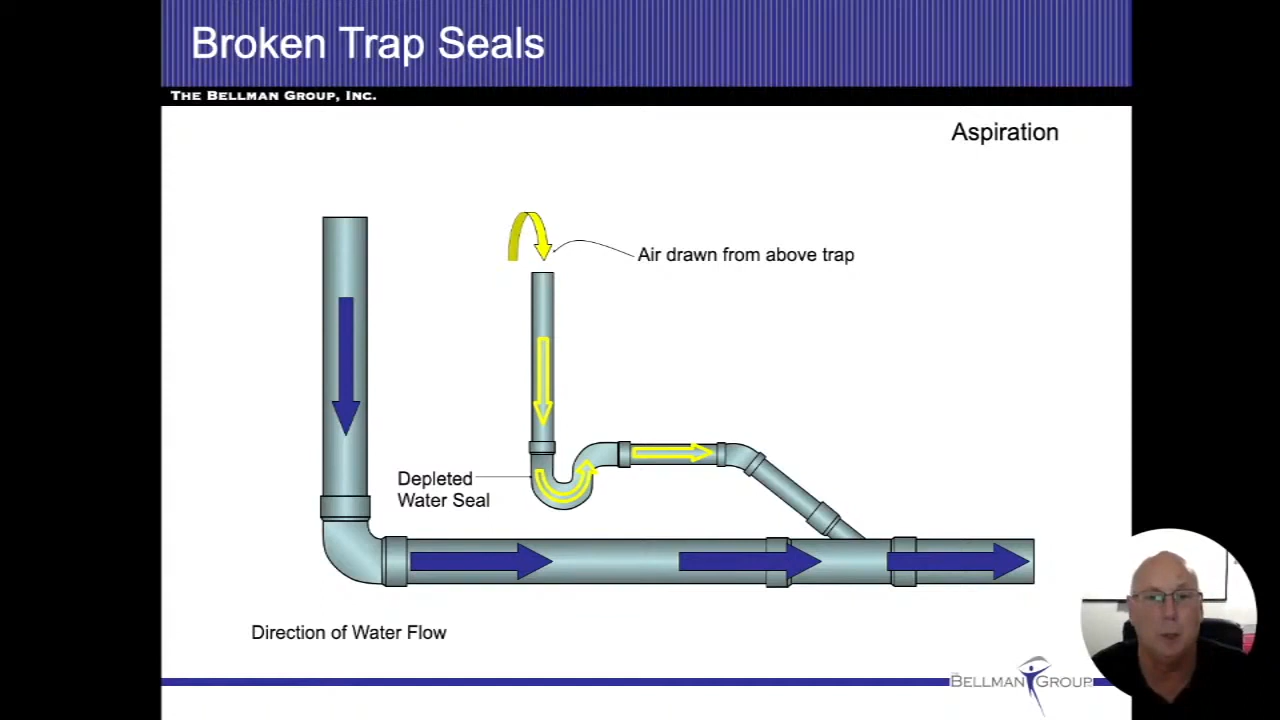 Broken Trap Seals
THE BELLMAN GROUP, INC.
Aspiration
Air drawn from above trap
Depleted
Water Seal
Direction of Water Flow
THE BELLMAN GROUP